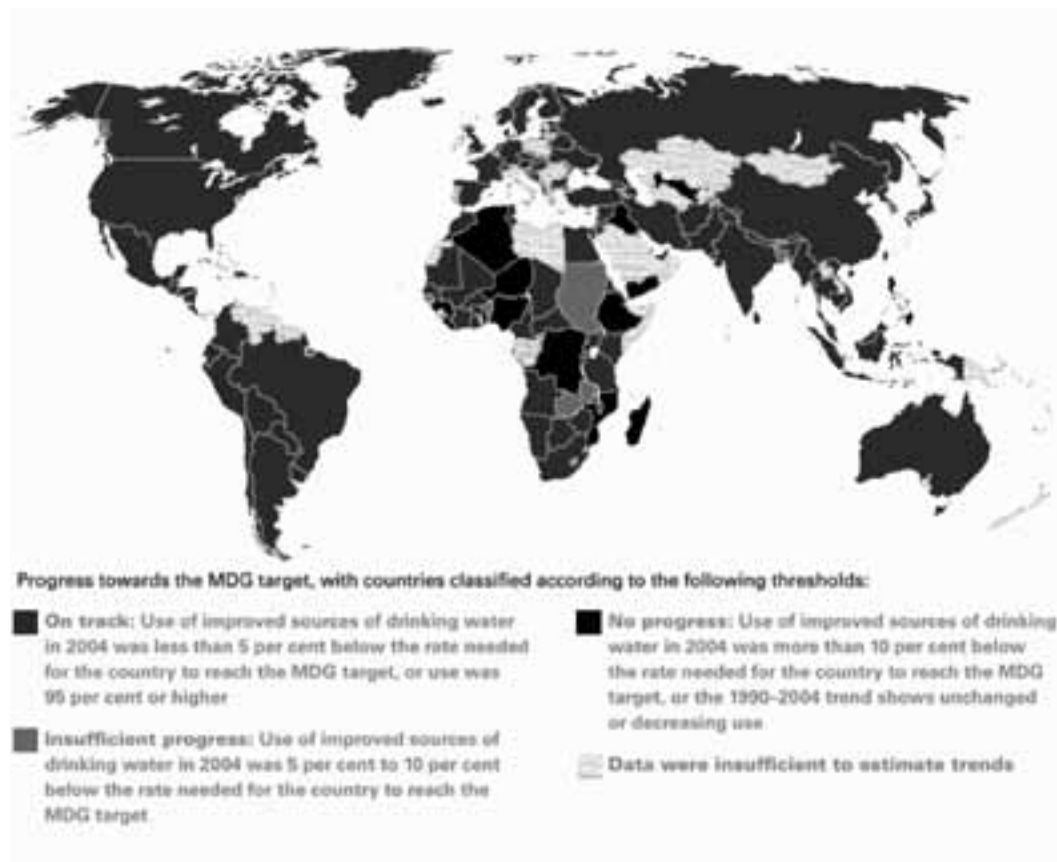 Progress towards the MDG target, with countries classified according to the following thresholds:
On track: Use of improved sources of drinking water
in 2004 was less than 5 per cent below the rate needed
for the country to reach the MDG target, or use was
95 per cent or higher
Insufficient progress: Use of improved sources of
drinking water in 2004 was 5 per cent to 10 per cent
below the rate needed for the country to reach the
MDG target
No progress: Use of improved sources of drinking
water in 2004 was more than 10 per cent below
the rate needed for the country to reach the MDG
target, or the 1990–2004 trend shows unchanged
or decreasing use
Data were insufficient to estimate trends